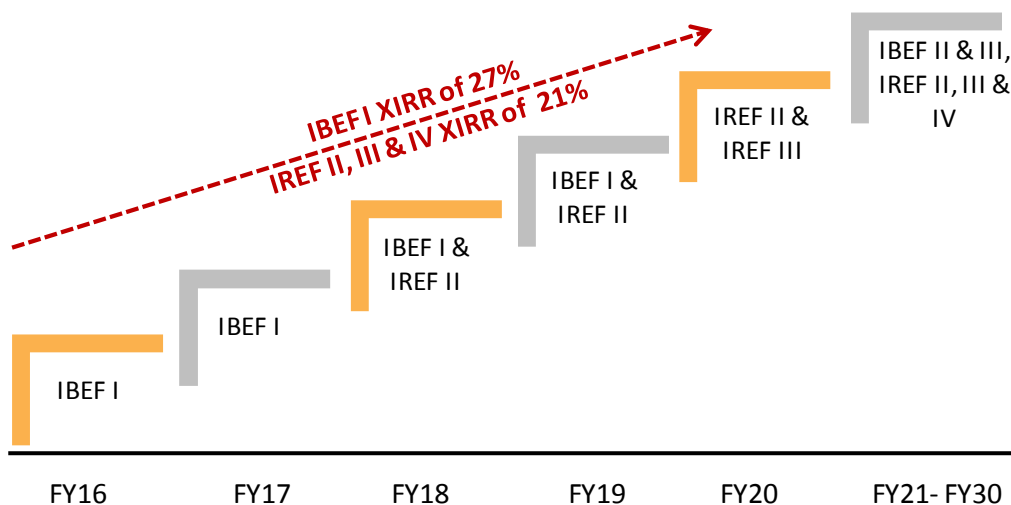 IBEF I XIRR of 27%
IREF II, III & IV XIRR of 21%
IBEF I
IBEF I
IBEF I &
IREF II
IBEF I &
IREF II
IREF II &
IREF III
IBEF II & III,
IREF II, III &
IV
FY16
FY17
FY18
FY19
FY20
FY21- FY30